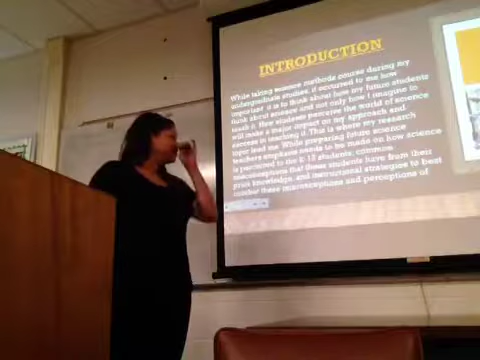 INTRODUCTION
While taking science methods course during my
undergraduate studies, it occurred to me how
important it is to think about how my future students
think about science and not only how I imagine to
teach it. How students perceive the world of science
will make a major impact on my approach and
success in teaching it. This is where my research
topic lead me. While preparing future science
teachers emphasis needs to be made on how science
is perceived to the K-12 students, common
misconceptions that these students have from their
prior knowledge, and instructional strategies to best
combat these misconceptions and perceptions of